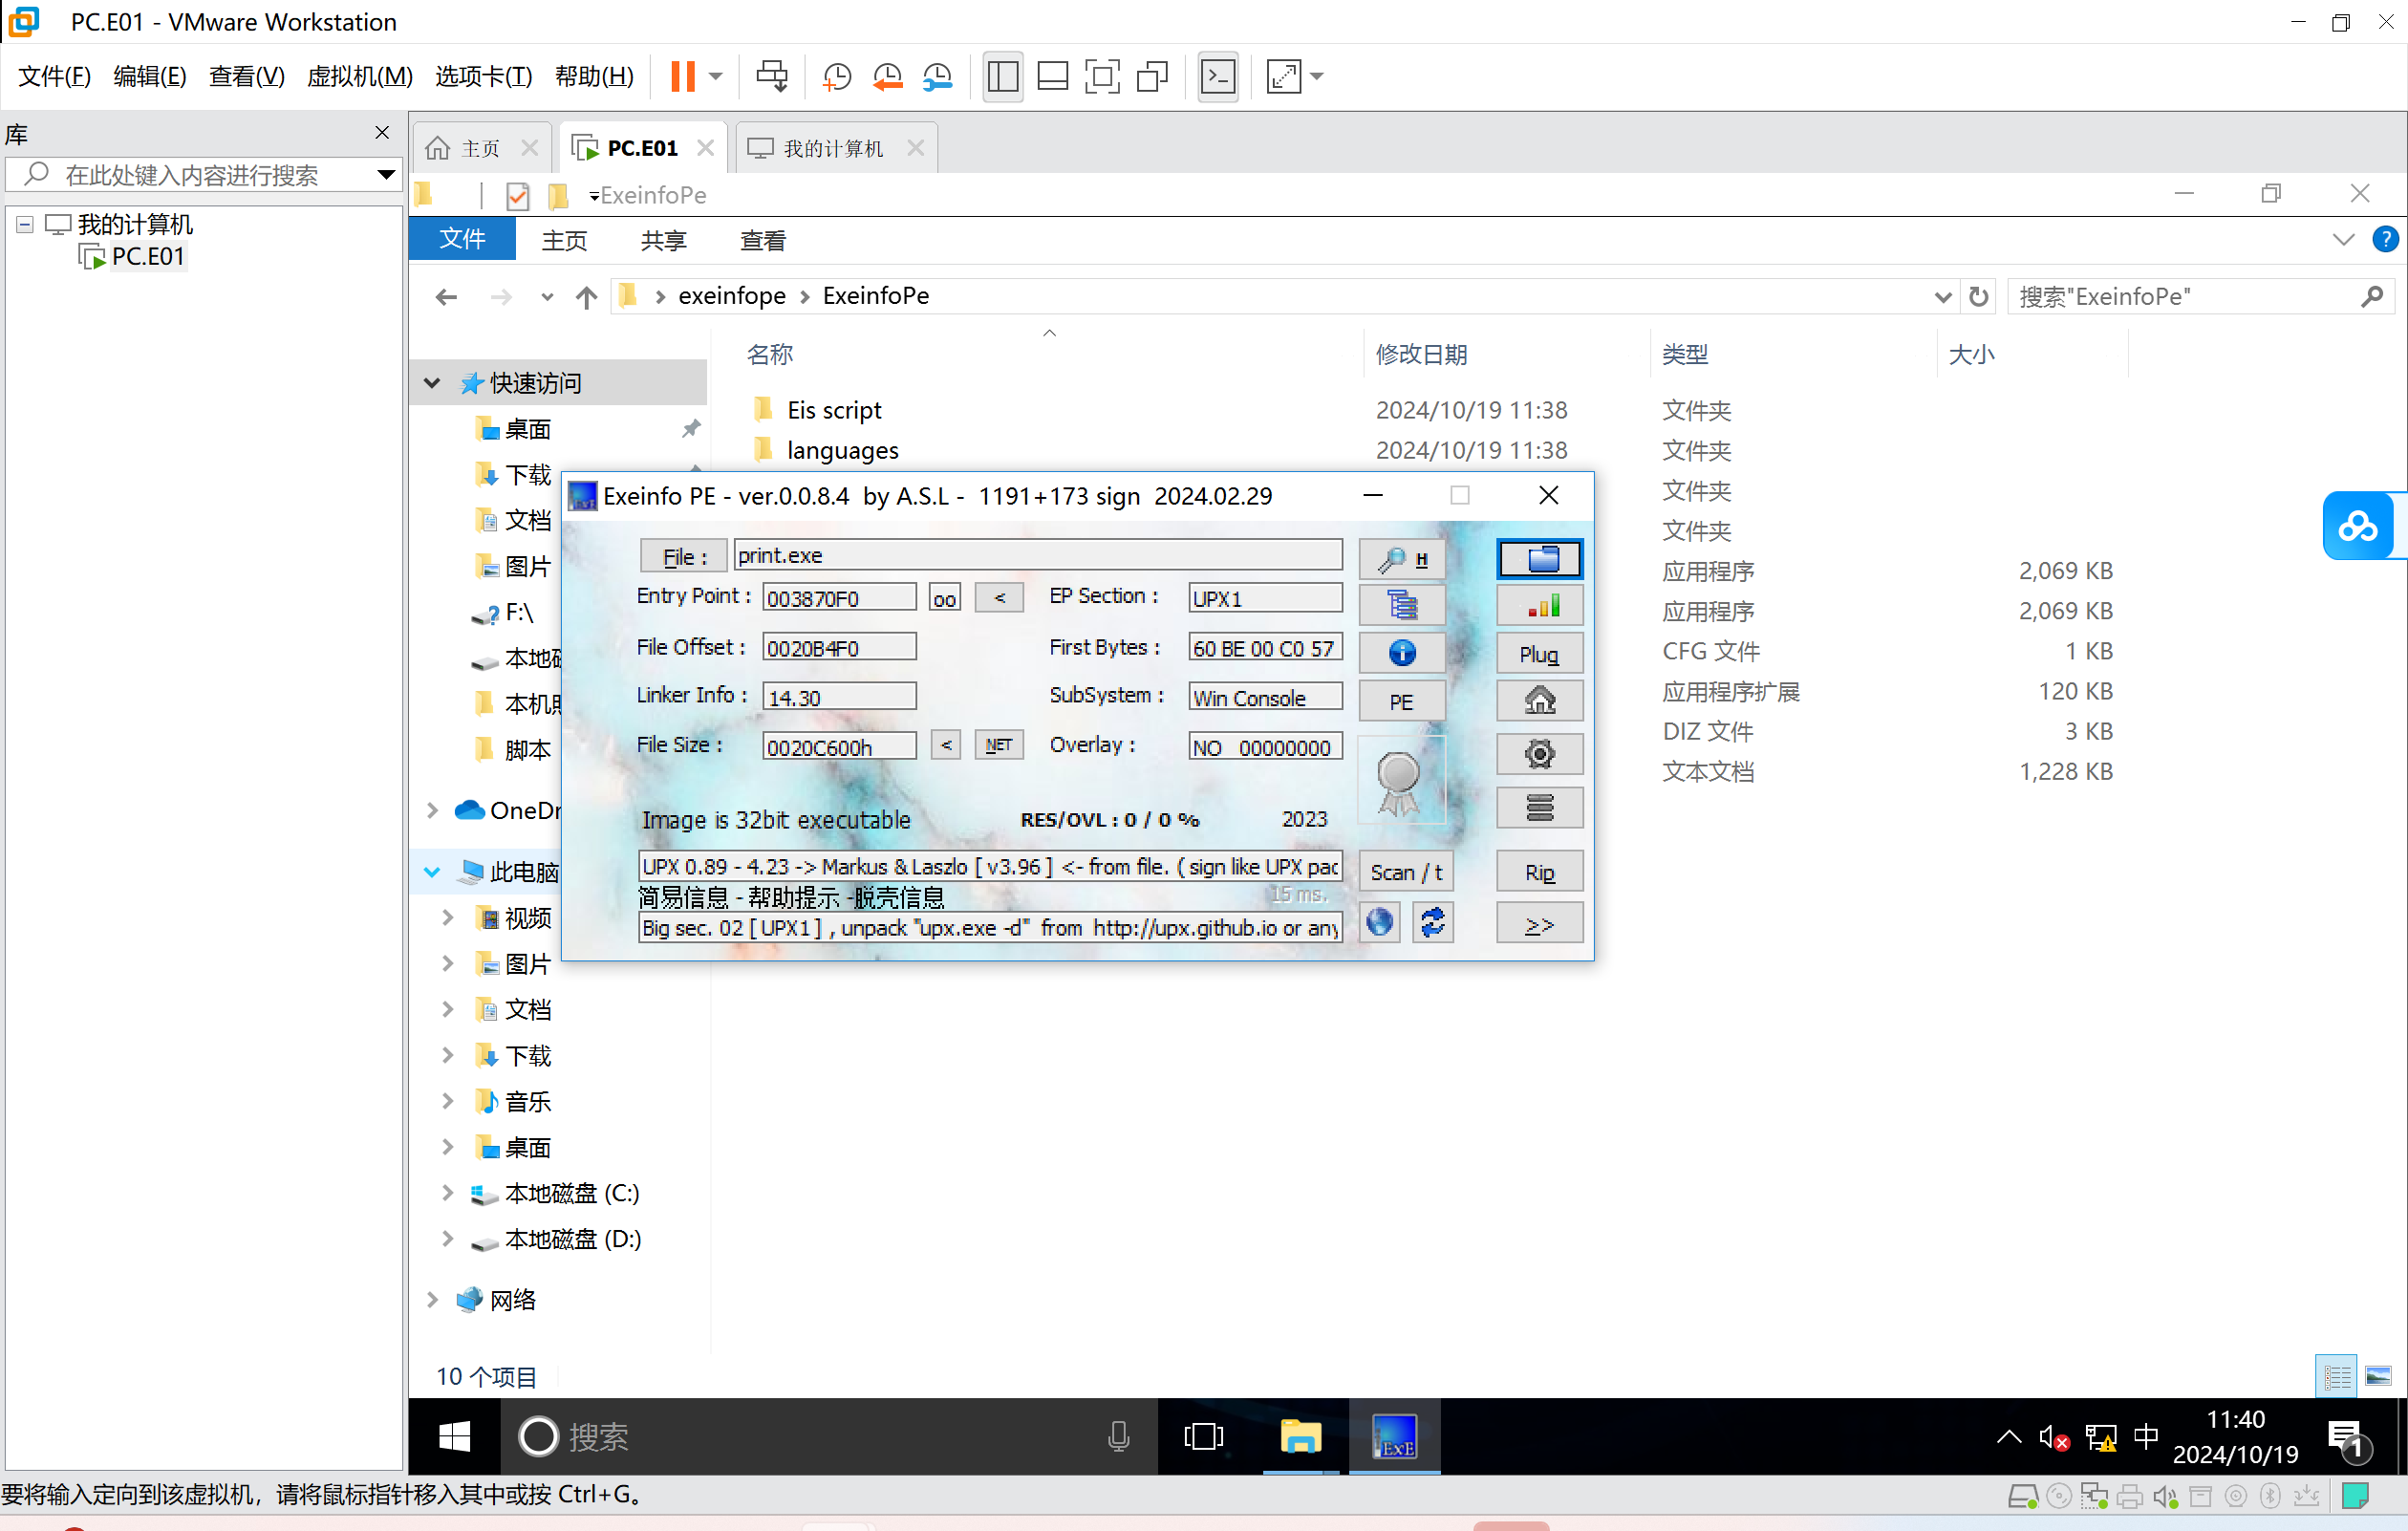 PC.E01 - VMware Workstation
文件(F) 编辑(E) 查看(V) 虚拟机(M) 选项卡(T) 帮助(H)
库
在此处键入内容进行搜索
我的计算机
PC.E01
主页
PC.E01
我的计算机
ExeinfoPe
文件 主页 共享 查看
exeinfope › ExeinfoPe
搜索"ExeinfoPe"
名称 修改日期 类型 大小
快速访问
桌面
下载
文档
图片
F:\
本地磁
本机
脚本
OneDr
此电脑
视频
图片
文档
下载
音乐
桌面
本地磁盘 (C:)
本地磁盘 (D:)
网络
Eis script 2024/10/19 11:38 文件夹
languages 2024/10/19 11:38 文件夹
文件夹
文件夹
应用程序 2,069 KB
应用程序 2,069 KB
CFG 文件 1 KB
应用程序扩展 120 KB
DIZ 文件 3 KB
文本文档 1,228 KB
Exeinfo PE - ver.0.0.8.4 by A.S.L - 1191+173 sign 2024.02.29
File : print.exe H
Entry Point : 003870F0 oo < EP Section : UPX1
File Offset : 0020B4F0 First Bytes : 60 BE 00 C0 57 Plug
Linker Info : 14.30 SubSystem : Win Console PE
File Size : 0020C600h < NET Overlay : NO 00000000
Image is 32bit executable RES/OVL : 0 / 0 % 2023
UPX 0.89 - 4.23 -> Markus & Laszlo [ v3.96 ] <- from file. ( sign like UPX pac Scan / t Rip
简易信息 - 帮助提示 -脱壳信息 15 ms.
Big sec. 02 [ UPX1 ] , unpack "upx.exe -d" from http://upx.github.io or any >>
10 个项目
搜索
ExE
中
11:40
2024/10/19
1
要将输入定向到该虚拟机，请将鼠标指针移入其中或按 Ctrl+G。